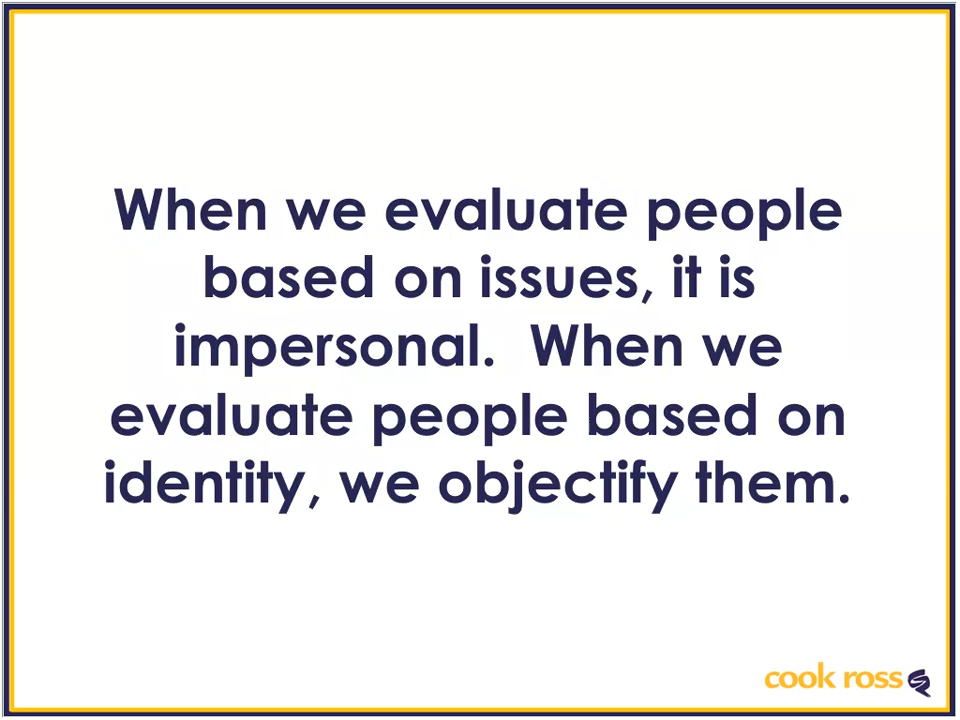 When we evaluate people
based on issues, it is
impersonal.  When we
evaluate people based on
identity, we objectify them.
cook ross